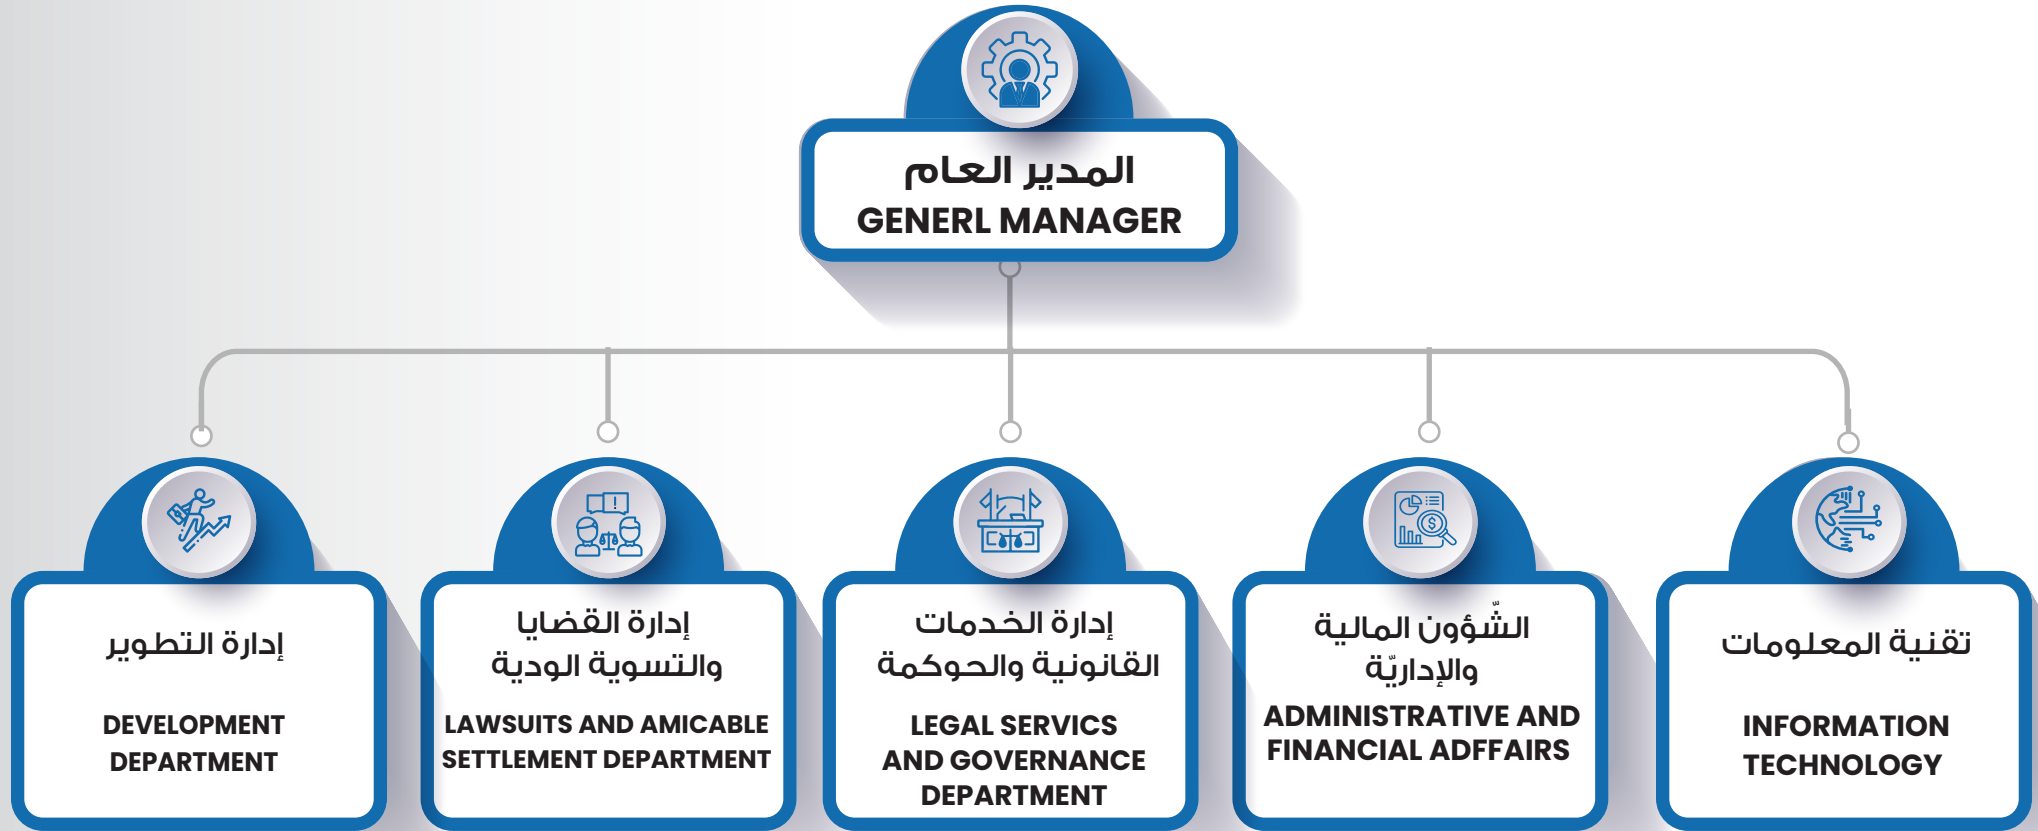 المدير العام
GENERL MANAGER
إدارة التطوير
DEVELOPMENT
DEPARTMENT
إدارة القضايا
والتسوية الودية
LAWSUITS AND AMICABLE
SETTLEMENT DEPARTMENT
إدارة الخدمات
القانونية والحوكمة
LEGAL SERVICS
AND GOVERNANCE
DEPARTMENT
الشّؤون المالية
والإداريّة
ADMINISTRATIVE AND
FINANCIAL ADFFAIRS
تقنية المعلومات
INFORMATION
TECHNOLOGY